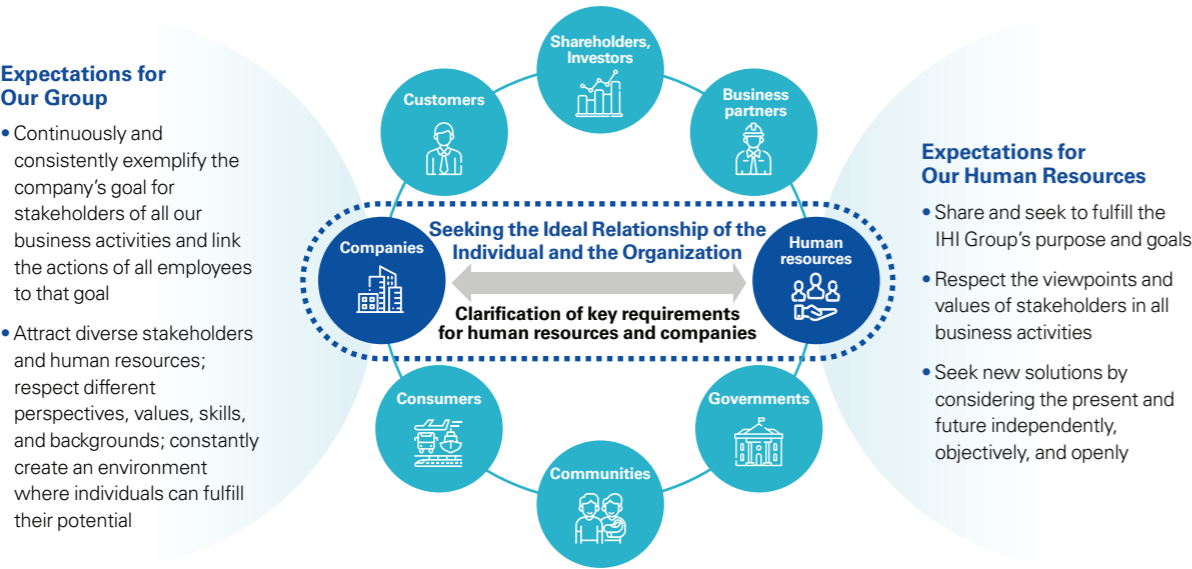 Expectations for
Our Group
• Continuously and
consistently exemplify the
company's goal for
stakeholders of all our
business activities and link
the actions of all employees
to that goal
• Attract diverse stakeholders
and human resources;
respect different
perspectives, values, skills,
and backgrounds; constantly
create an environment
where individuals can fulfill
their potential
Shareholders,
Investors
Customers
Business
partners
Companies
Seeking the Ideal Relationship of the
Individual and the Organization
Clarification of key requirements
for human resources and companies
Human
resources
Consumers
Governments
Communities
Expectations for
Our Human Resources
• Share and seek to fulfill the
IHI Group's purpose and goals
• Respect the viewpoints and
values of stakeholders in all
business activities
• Seek new solutions by
considering the present and
future independently,
objectively, and openly